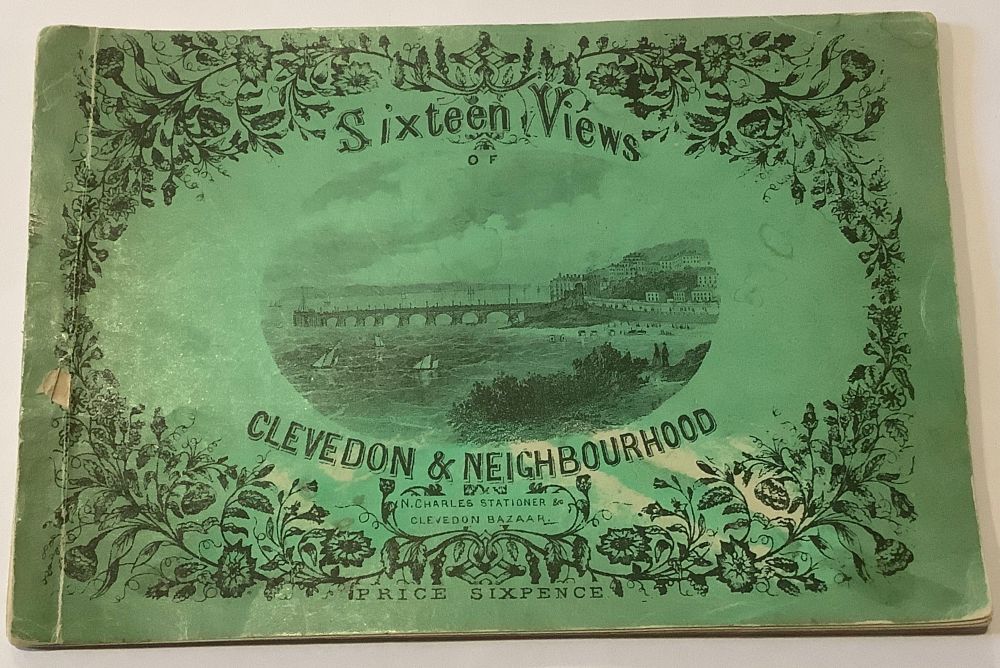 Sixteen Views
OF
CLEVEDON & NEIGHBOURHOOD
N. CHARLES STATIONER &c
CLEVEDON BAZAAR.
PRICE SIXPENCE